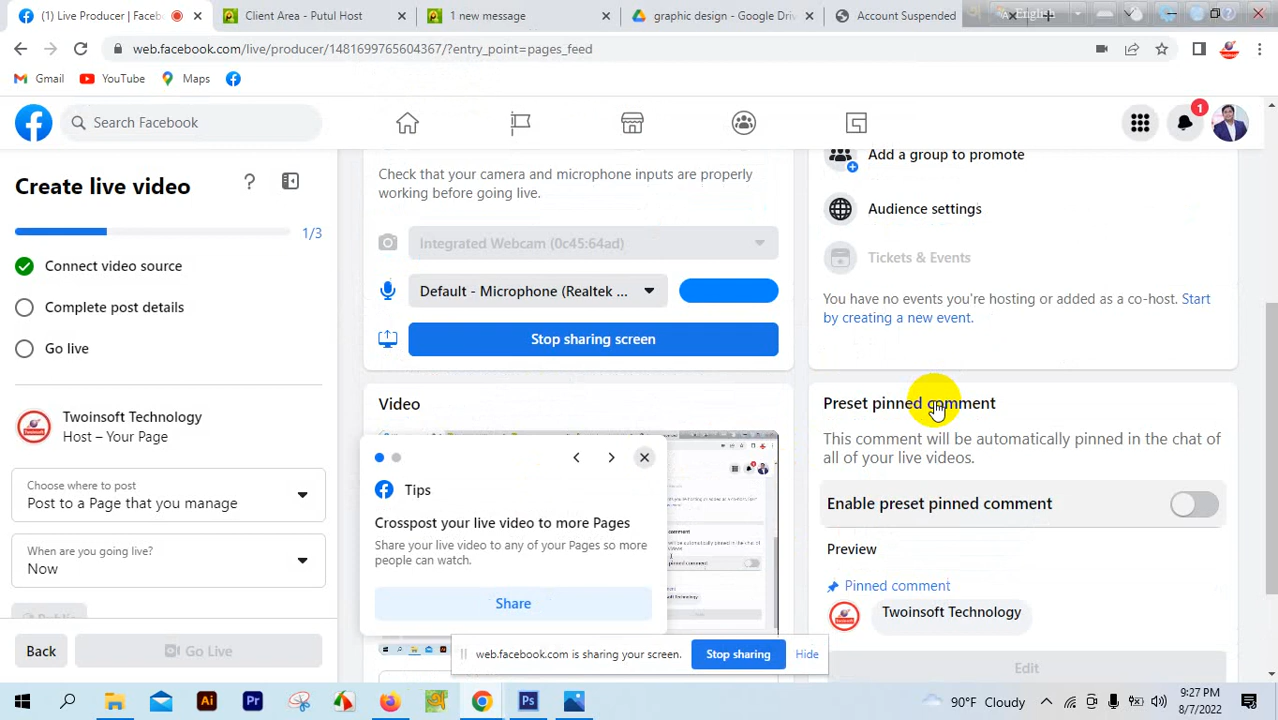 (1) Live Producer | Faceb
Client Area - Putul Host
1 new message
graphic design - Google Driv
Account Suspended
English
web.facebook.com/live/producer/1481699765604367/?entry_point=pages_feed
Gmail
YouTube
Maps
Search Facebook
1
Create live video
?
1/3
Connect video source
Complete post details
Go live
Twoinsoft Technology
Host – Your Page
Choose where to post
Post to a Page that you manage
When are you going live?
Now
Back
Go Live
Check that your camera and microphone inputs are properly
working before going live.
Integrated Webcam (0c45:64ad)
Default - Microphone (Realtek ...
Stop sharing screen
Video
Tips
Crosspost your live video to more Pages
Share your live video to any of your Pages so more
people can watch.
Share
Add a group to promote
Audience settings
Tickets & Events
You have no events you're hosting or added as a co-host. Start
by creating a new event.
Preset pinned comment
This comment will be automatically pinned in the chat of
all of your live videos.
Enable preset pinned comment
Preview
Pinned comment
Twoinsoft Technology
Edit
web.facebook.com is sharing your screen.
Stop sharing
Hide
90°F Cloudy
9:27 PM
8/7/2022